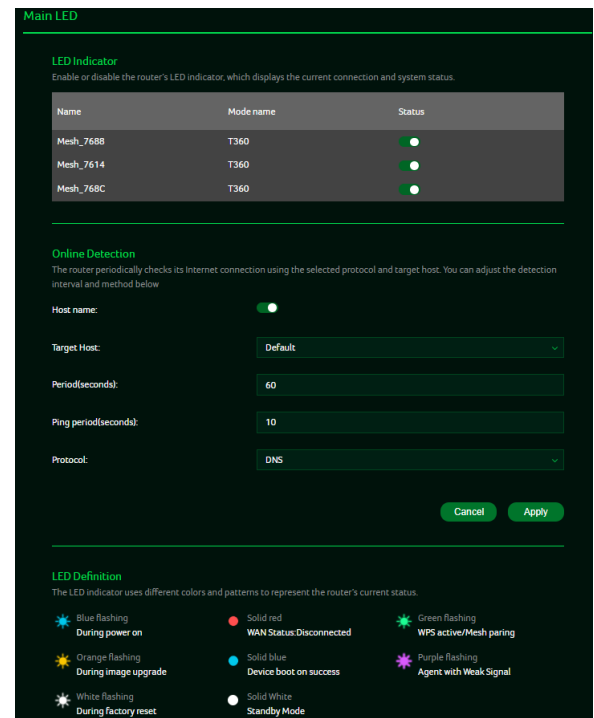 Main LED
LED Indicator
Enable or disable the router's LED indicator, which displays the current connection and system status.
Name Mode name Status
Mesh_7688 T360
Mesh_7614 T360
Mesh_768C T360
Online Detection
The router periodically checks its Internet connection using the selected protocol and target host. You can adjust the detection
interval and method below
Host name:
Target Host: Default
Period(seconds): 60
Ping period(seconds): 10
Protocol: DNS
Cancel Apply
LED Definition
The LED indicator uses different colors and patterns to represent the router's current status.
Blue flashing Solid red Green flashing
During power on WAN Status:Disconnected WPS active/Mesh paring
Orange flashing Solid blue Purple flashing
During image upgrade Device boot on success Agent with Weak Signal
White flashing Solid White
During factory reset Standby Mode